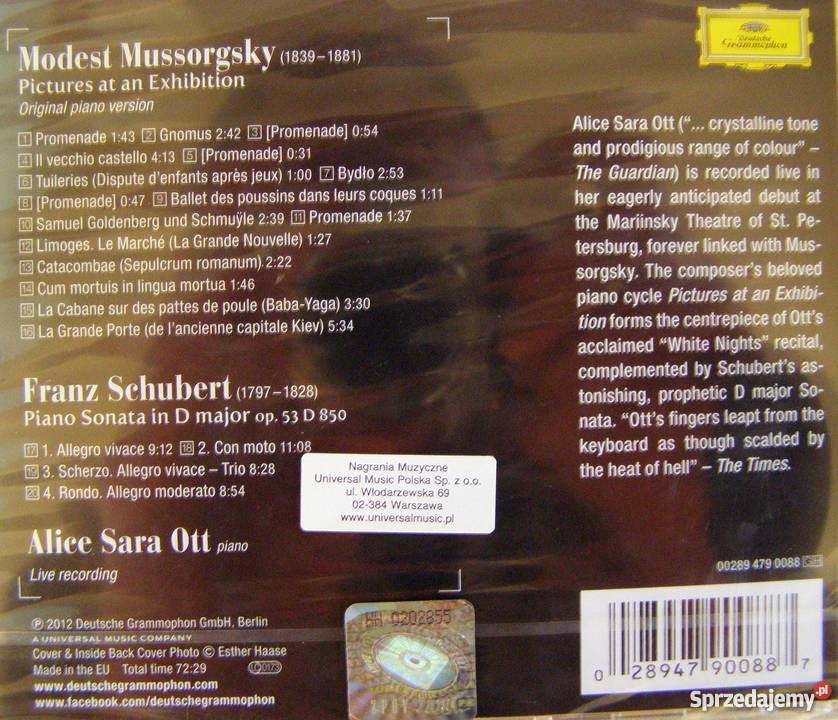 Modest Mussorgsky (1839–1881)
Pictures at an Exhibition
Original piano version
1 Promenade 1:43 2 Gnomus 2:42 3 [Promenade] 0:54
4 Il vecchio castello 4:13 5 [Promenade] 0:31
6 Tuileries (Dispute d'enfants après jeux) 1:00 7 Bydło 2:53
8 [Promenade] 0:47 9 Ballet des poussins dans leurs coques 1:11
10 Samuel Goldenberg und Schmuÿle 2:39 11 Promenade 1:37
12 Limoges. Le Marché (La Grande Nouvelle) 1:27
13 Catacombae (Sepulcrum romanum) 2:22
14 Cum mortuis in lingua mortua 1:46
15 La Cabane sur des pattes de poule (Baba-Yaga) 3:30
16 La Grande Porte (de l'ancienne capitale Kiev) 5:34
Franz Schubert (1797–1828)
Piano Sonata in D major op. 53 D 850
17 1. Allegro vivace 9:12 18 2. Con moto 11:08
19 3. Scherzo. Allegro vivace – Trio 8:28
20 4. Rondo. Allegro moderato 8:54
Alice Sara Ott piano
Live recording
℗ 2012 Deutsche Grammophon GmbH, Berlin
A UNIVERSAL MUSIC COMPANY
Cover & Inside Back Cover Photo © Esther Haase
Made in the EU Total time 72:29 LC 0173
www.deutschegrammophon.com
www.facebook.com/deutschegrammophon
Nagrania Muzyczne
Universal Music Polska Sp. z o.o.
ul. Włodarzewska 69
02-384 Warszawa
www.universalmusic.pl
WH 0202855
Deutsche
Grammophon
Alice Sara Ott ("... crystalline tone
and prodigious range of colour" –
The Guardian) is recorded live in
her eagerly anticipated debut at
the Mariinsky Theatre of St. Pe-
tersburg, forever linked with Mus-
sorgsky. The composer's beloved
piano cycle Pictures at an Exhibi-
tion forms the centrepiece of Ott's
acclaimed "White Nights" recital,
complemented by Schubert's as-
tonishing, prophetic D major So-
nata. "Ott's fingers leapt from the
keyboard as though scalded by
the heat of hell" – The Times.
00289 479 0088 GH
0 28947 90088 7
Sprzedajemy.pl